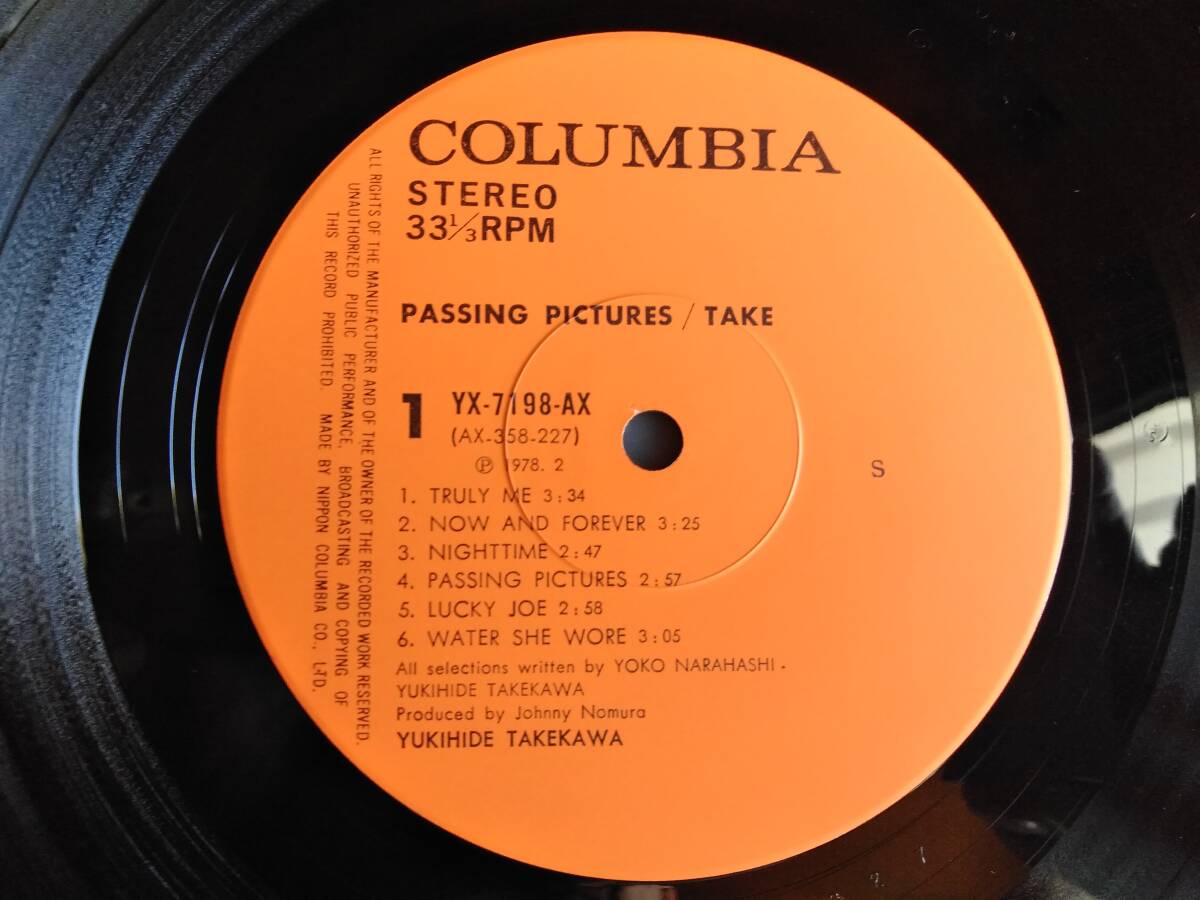 COLUMBIA
STEREO
33⅓RPM
PASSING PICTURES / TAKE
1 YX-7198-AX
(AX-358-227)
Ⓟ 1978. 2
1. TRULY ME 3:34
2. NOW AND FOREVER 3:25
3. NIGHTTIME 2:47
4. PASSING PICTURES 2:57
5. LUCKY JOE 2:58
6. WATER SHE WORE 3:05
All selections written by YOKO NARAHASHI.
YUKIHIDE TAKEKAWA
Produced by Johnny Nomura
YUKIHIDE TAKEKAWA
S
ALL RIGHTS OF THE MANUFACTURER AND OF THE OWNER OF THE RECORDED WORK RESERVED.
UNAUTHORIZED PUBLIC PERFORMANCE, BROADCASTING AND COPYING OF
THIS RECORD PROHIBITED. MADE BY NIPPON COLUMBIA CO., LTD.